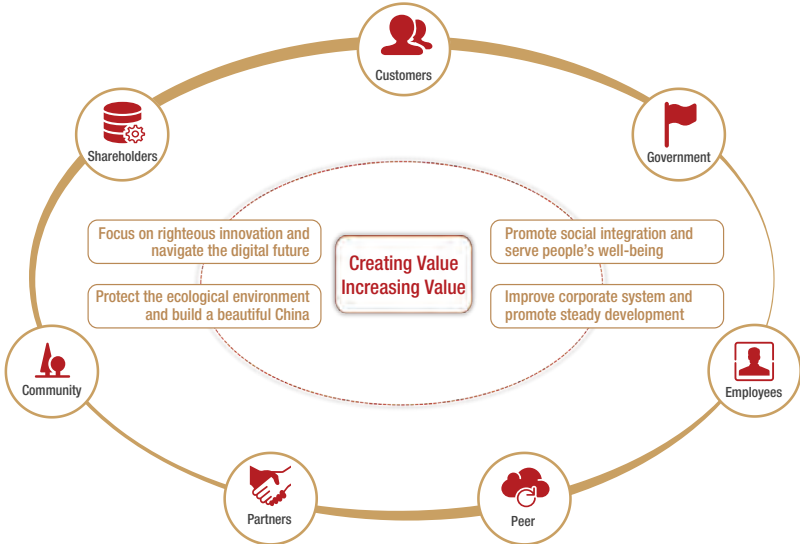 Customers
Shareholders
Government
Focus on righteous innovation and
navigate the digital future
Promote social integration and
serve people's well-being
Creating Value
Increasing Value
Protect the ecological environment
and build a beautiful China
Improve corporate system and
promote steady development
Community
Employees
Partners
Peer